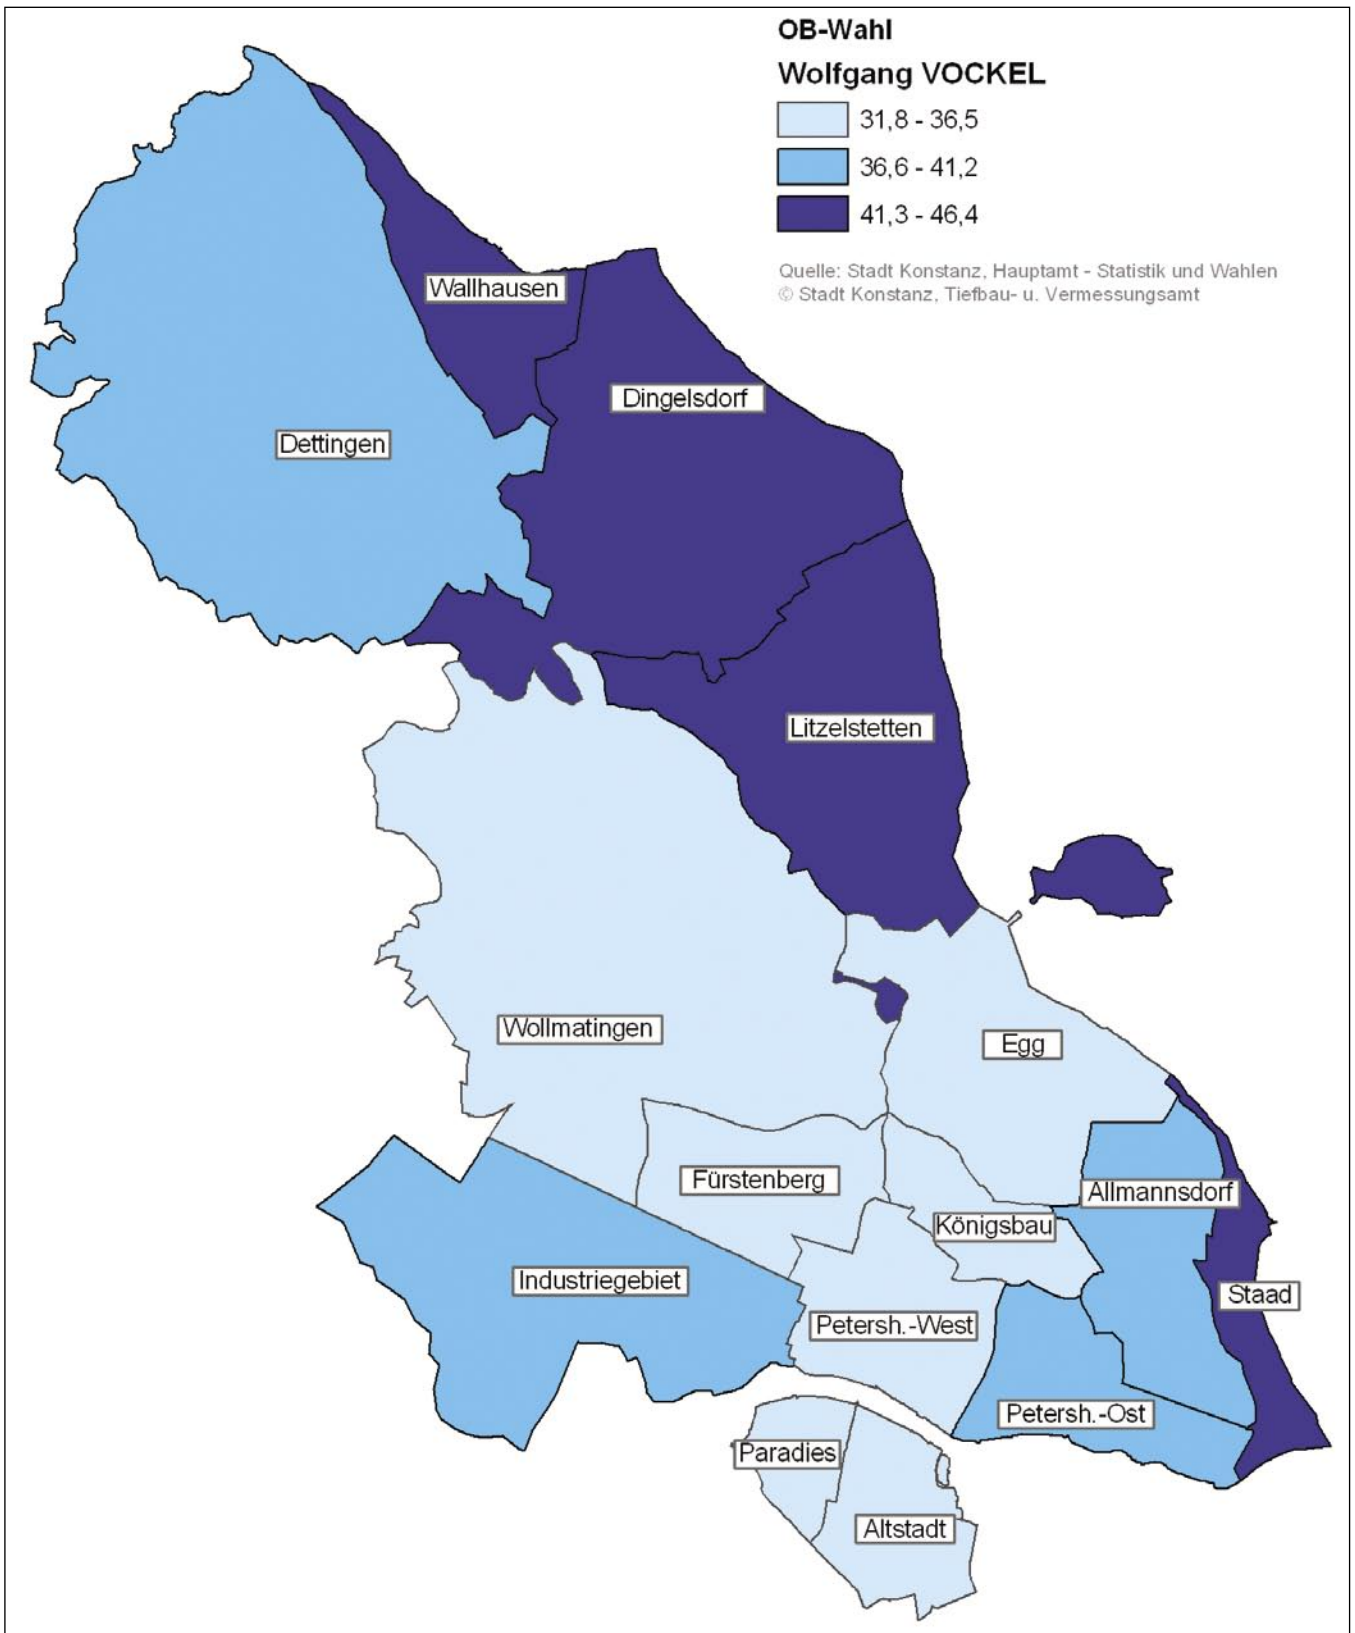 OB-Wahl
Wolfgang VOCKEL
31,8 - 36,5
36,6 - 41,2
41,3 - 46,4
Quelle: Stadt Konstanz, Hauptamt - Statistik und Wahlen
© Stadt Konstanz, Tiefbau- u. Vermessungsamt
Wallhausen
Dingelsdorf
Dettingen
Litzelstetten
Wollmatingen
Egg
Fürstenberg
Allmannsdorf
Königsbau
Industriegebiet
Staad
Petersh.-West
Petersh.-Ost
Paradies
Altstadt